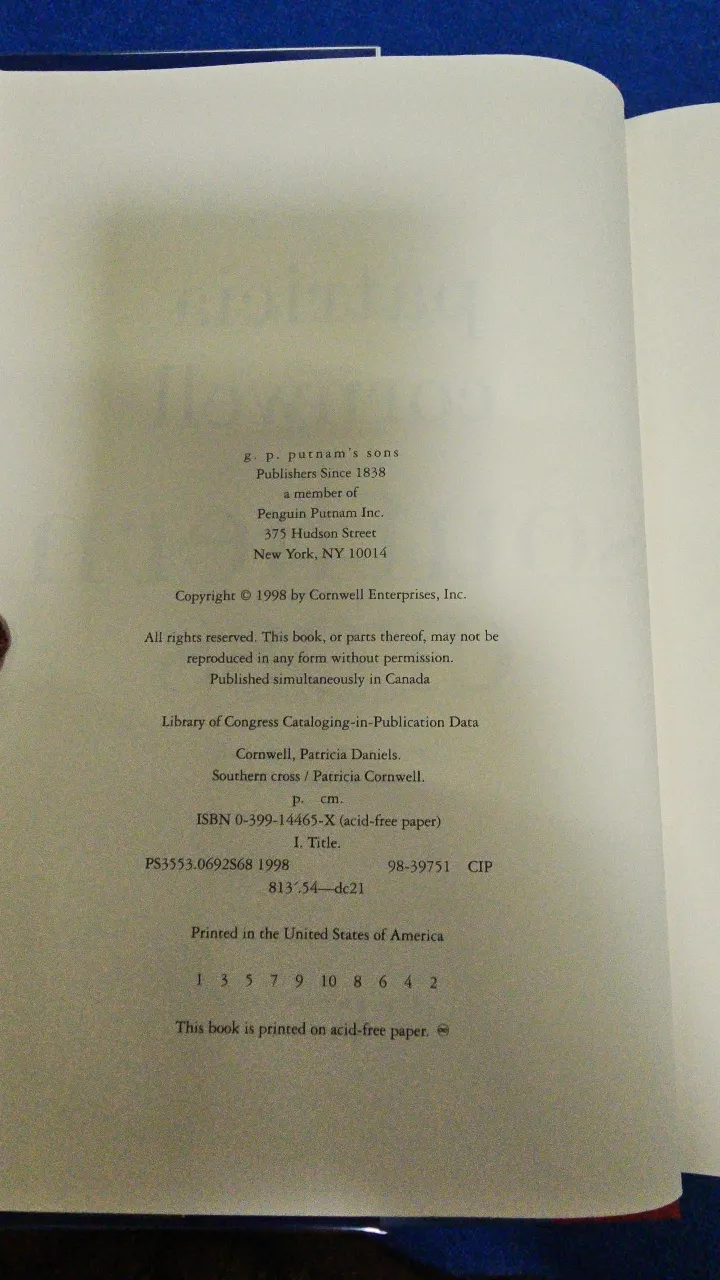 g. p. putnam's sons
Publishers Since 1838
a member of
Penguin Putnam Inc.
375 Hudson Street
New York, NY 10014
Copyright © 1998 by Cornwell Enterprises, Inc.
All rights reserved. This book, or parts thereof, may not be
reproduced in any form without permission.
Published simultaneously in Canada
Library of Congress Cataloging-in-Publication Data
Cornwell, Patricia Daniels.
Southern cross / Patricia Cornwell.
p. cm.
ISBN 0-399-14465-X (acid-free paper)
I. Title.
PS3553.0692S68 1998 98-39751 CIP
813´.54—dc21
Printed in the United States of America
1 3 5 7 9 10 8 6 4 2
This book is printed on acid-free paper. ♾